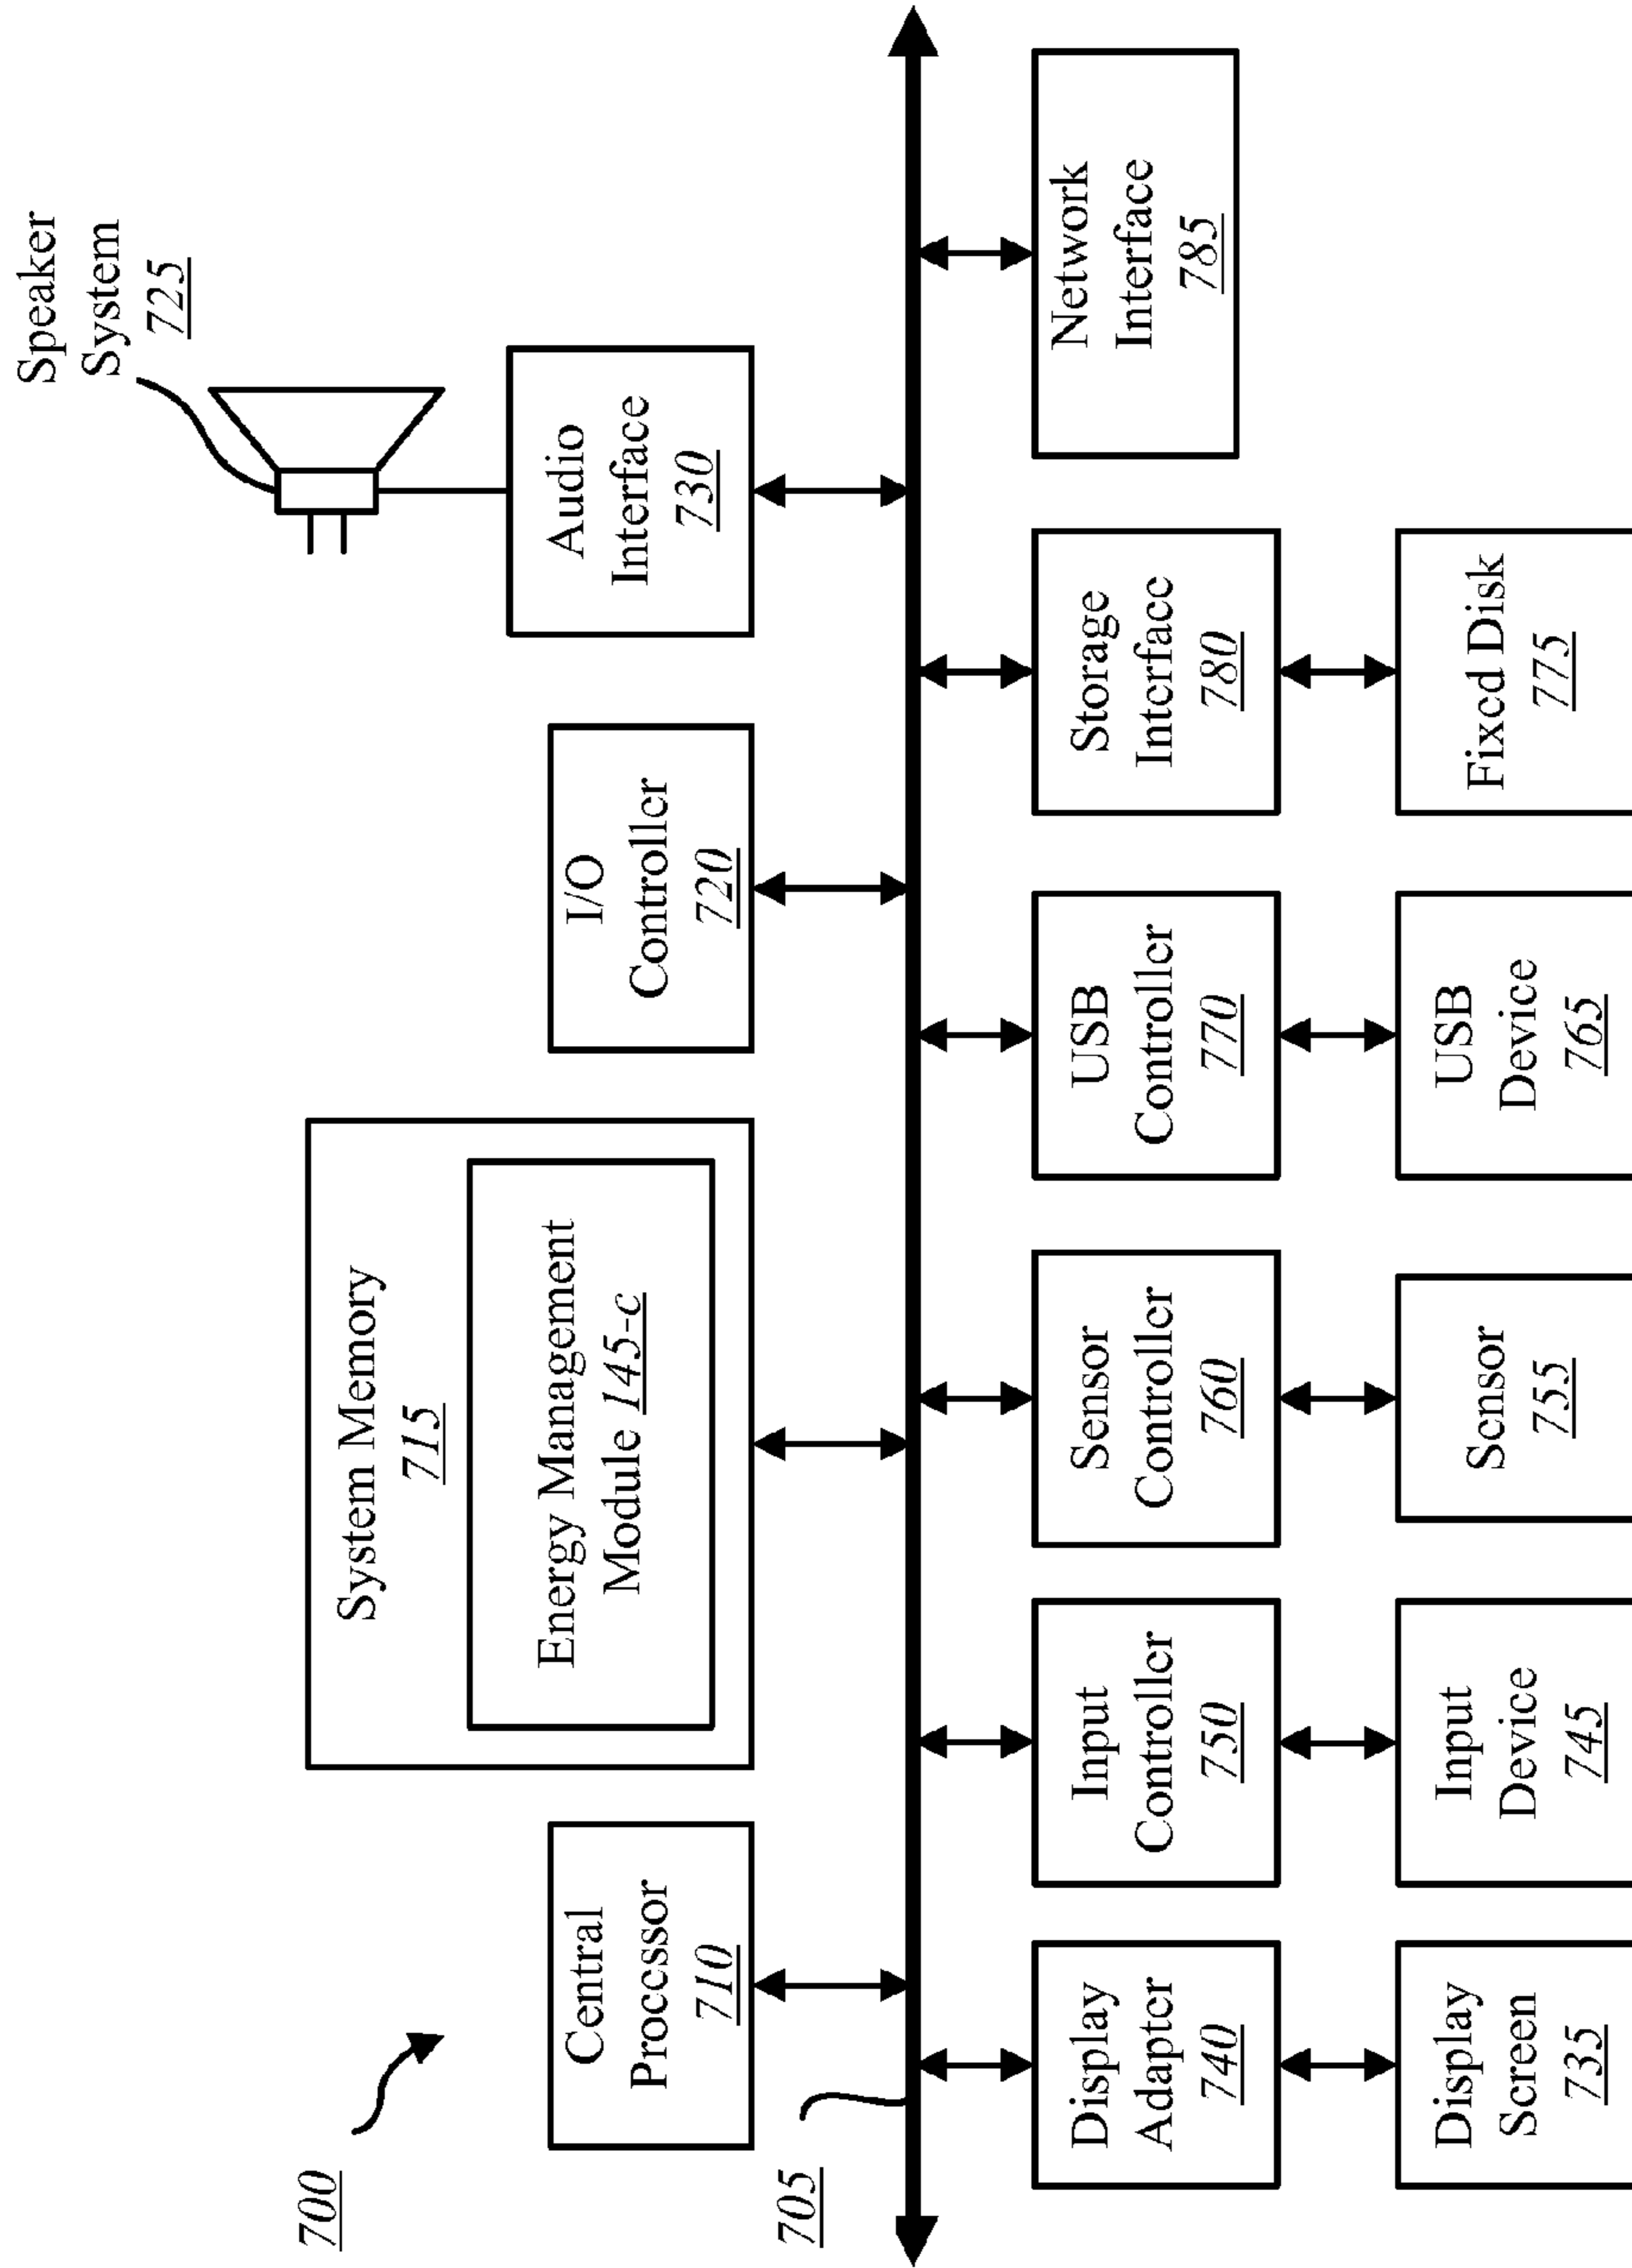 700
Speaker
System
725
System Memory
715
Energy Management
Module 145-c
Central
Processor
710
I/O
Controller
720
Audio
Interface
730
705
Display
Adapter
740
Input
Controller
750
Sensor
Controller
760
USB
Controller
770
Storage
Interface
780
Network
Interface
785
Display
Screen
735
Input
Device
745
Sensor
755
USB
Device
765
Fixed Disk
775